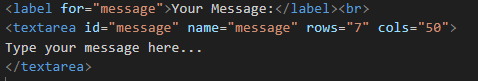 <label for="message">Your Message:</label><br>
<textarea id="message" name="message" rows="7" cols="50">
Type your message here...
</textarea>